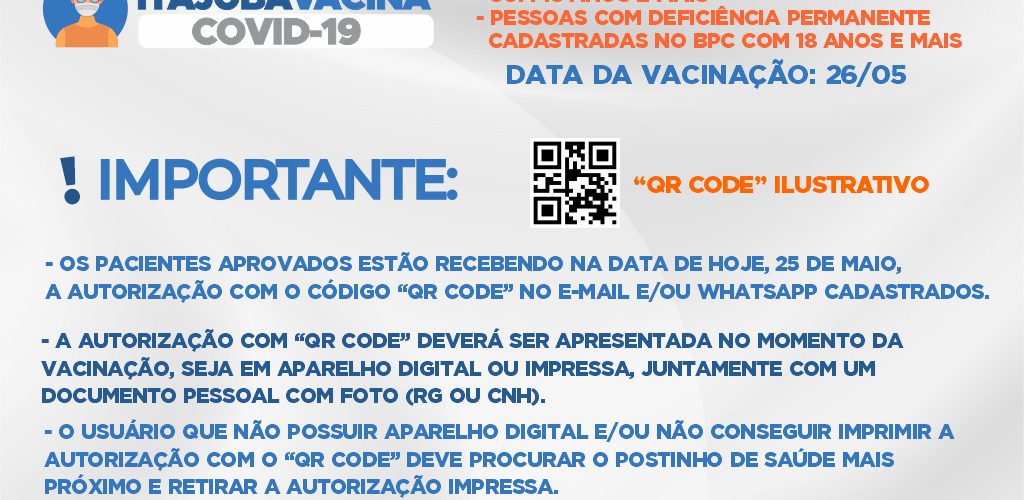 ITAJUBÁ VACINA
COVID-19
- PESSOAS COM DEFICIÊNCIA PERMANENTE
CADASTRADAS NO BPC COM 18 ANOS E MAIS
DATA DA VACINAÇÃO: 26/05
! IMPORTANTE:
“QR CODE” ILUSTRATIVO
- OS PACIENTES APROVADOS ESTÃO RECEBENDO NA DATA DE HOJE, 25 DE MAIO,
A AUTORIZAÇÃO COM O CÓDIGO “QR CODE” NO E-MAIL E/OU WHATSAPP CADASTRADOS.
- A AUTORIZAÇÃO COM “QR CODE” DEVERÁ SER APRESENTADA NO MOMENTO DA
VACINAÇÃO, SEJA EM APARELHO DIGITAL OU IMPRESSA, JUNTAMENTE COM UM
DOCUMENTO PESSOAL COM FOTO (RG OU CNH).
- O USUÁRIO QUE NÃO POSSUIR APARELHO DIGITAL E/OU NÃO CONSEGUIR IMPRIMIR A
AUTORIZAÇÃO COM O “QR CODE” DEVE PROCURAR O POSTINHO DE SAÚDE MAIS
PRÓXIMO E RETIRAR A AUTORIZAÇÃO IMPRESSA.